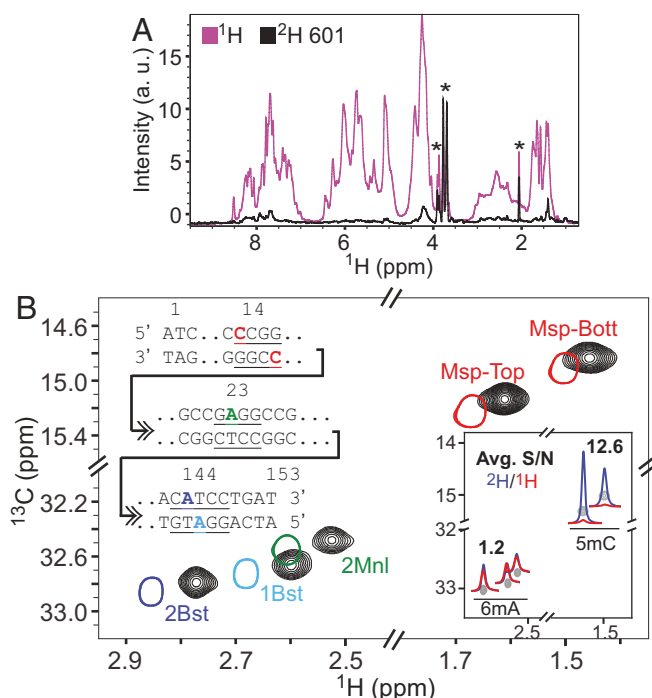 A
¹H ²H 601
Intensity (a. u.)
15
10
5
0
* * *
8 6 4 2
¹H (ppm)
B
14.6
15.0
15.4
32.2
32.6
33.0
¹³C (ppm)
1 14
5' ATC ..CCCGG...
3' TAG ..GGGCC...
23
..GCCGAGGCCG...
..CGGCTCCGGC...
144 153
..ACATCCTGAT 3'
..TGTAGGACTA 5'
Msp-Bott
Msp-Top
2MnI
1Bst
2Bst
Avg. S/N
²H/¹H
12.6
5mC
1.2
6mA
14
15
32
33
2.5 1.5
2.9 2.7 2.5 1.7 1.5
¹H (ppm)